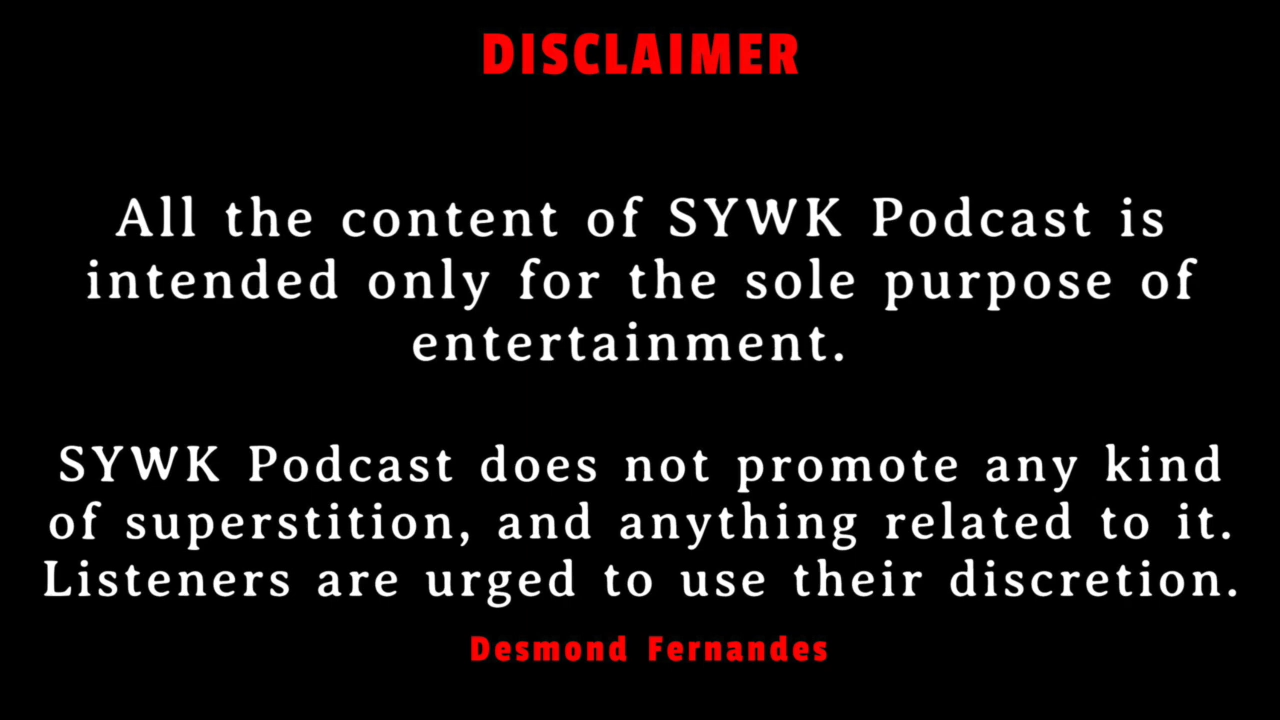 DISCLAIMER
All the content of SYWK Podcast is
intended only for the sole purpose of
entertainment.
SYWK Podcast does not promote any kind
of superstition, and anything related to it.
Listeners are urged to use their discretion.
Desmond Fernandes